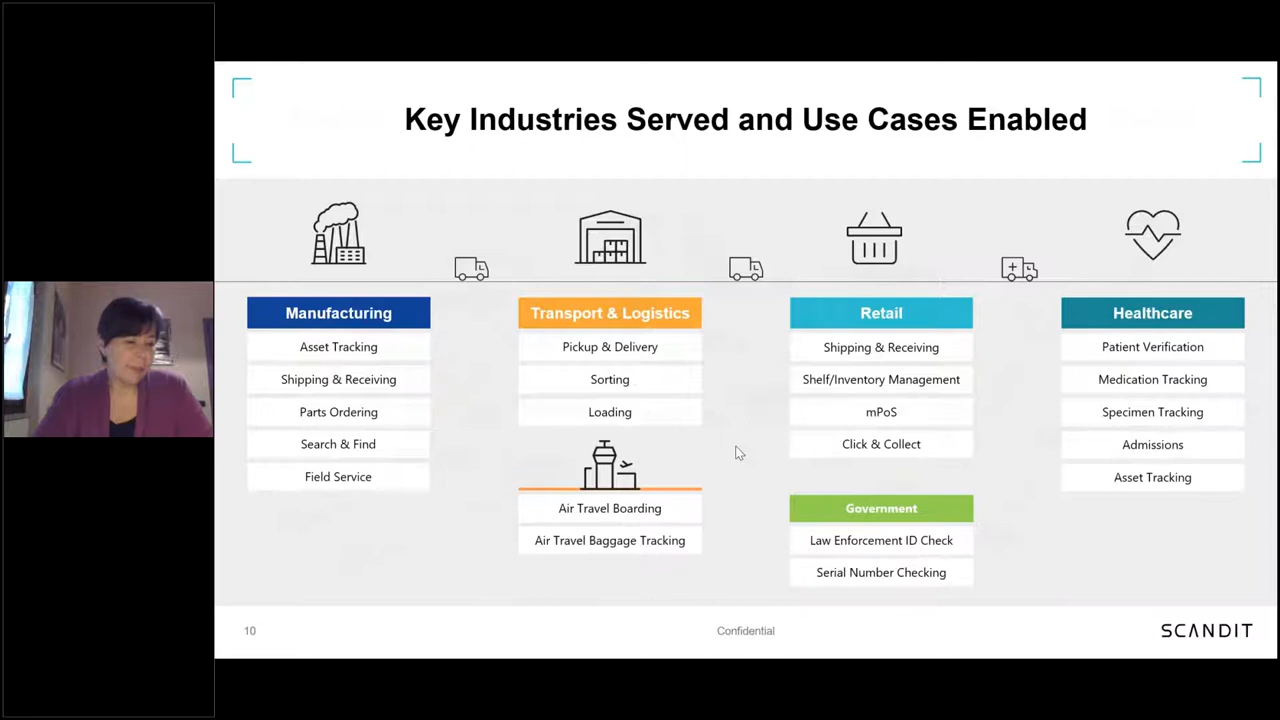 Key Industries Served and Use Cases Enabled
Manufacturing
Asset Tracking
Shipping & Receiving
Parts Ordering
Search & Find
Field Service
Transport & Logistics
Pickup & Delivery
Sorting
Loading
Air Travel Boarding
Air Travel Baggage Tracking
Retail
Shipping & Receiving
Shelf/Inventory Management
mPoS
Click & Collect
Government
Law Enforcement ID Check
Serial Number Checking
Healthcare
Patient Verification
Medication Tracking
Specimen Tracking
Admissions
Asset Tracking
10
Confidential
SCANDIT